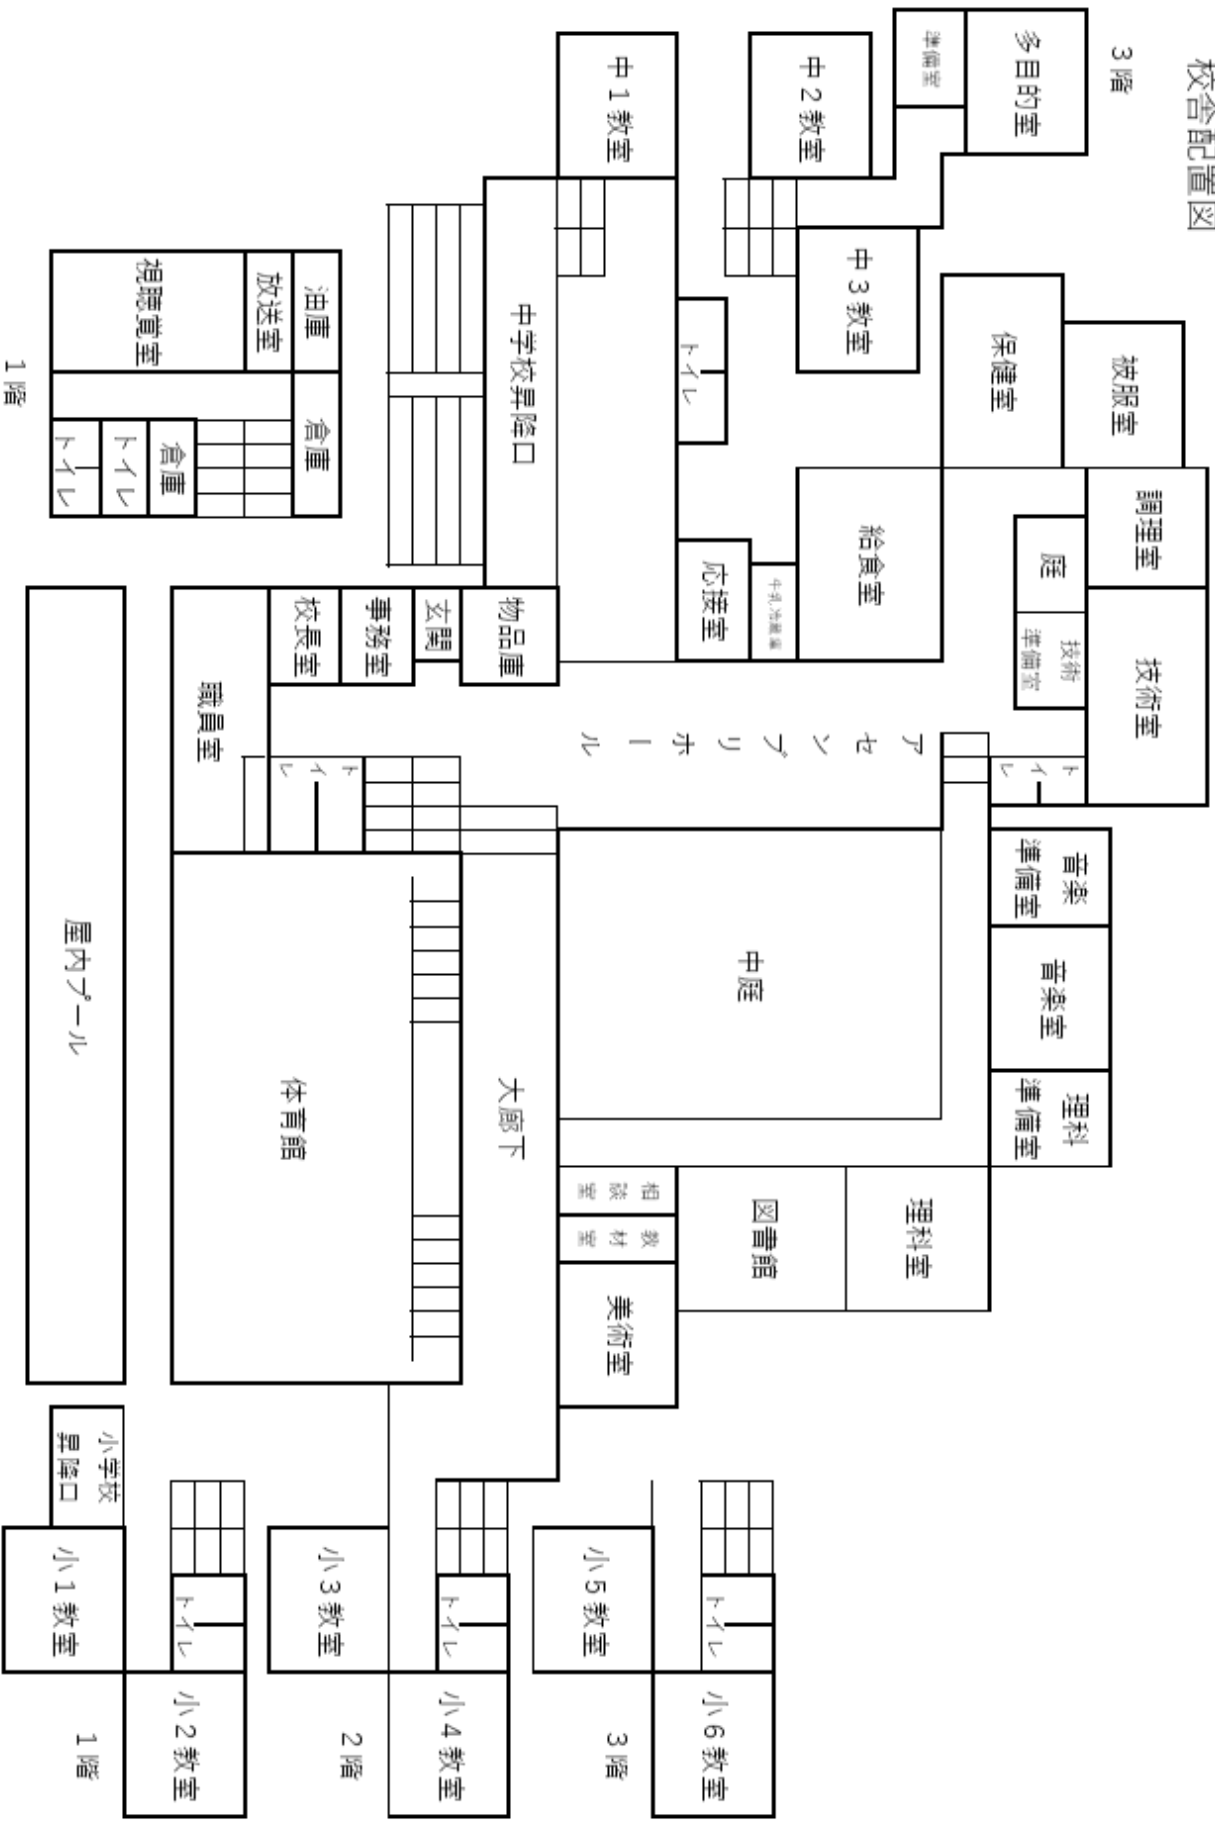 校舎配置図
3階
多目的室
準備室
中2教室
中1教室
中3教室
トイレ
保健室
被服室
調理室
技術室
庭
技術
準備室
給食室
牛乳冷蔵庫
応接室
中学校昇降口
物品庫
玄関
事務室
校長室
職員室
トイレ
アセンブリホール
トイレ
音楽
準備室
音楽室
理科
準備室
理科室
図書館
相談室
教材室
美術室
中庭
大廊下
体育館
屋内プール
油庫
放送室
視聴覚室
倉庫
倉庫
トイレ
トイレ
1階
小学校
昇降口
小1教室
トイレ
小2教室
1階
小3教室
トイレ
小4教室
2階
小5教室
トイレ
小6教室
3階